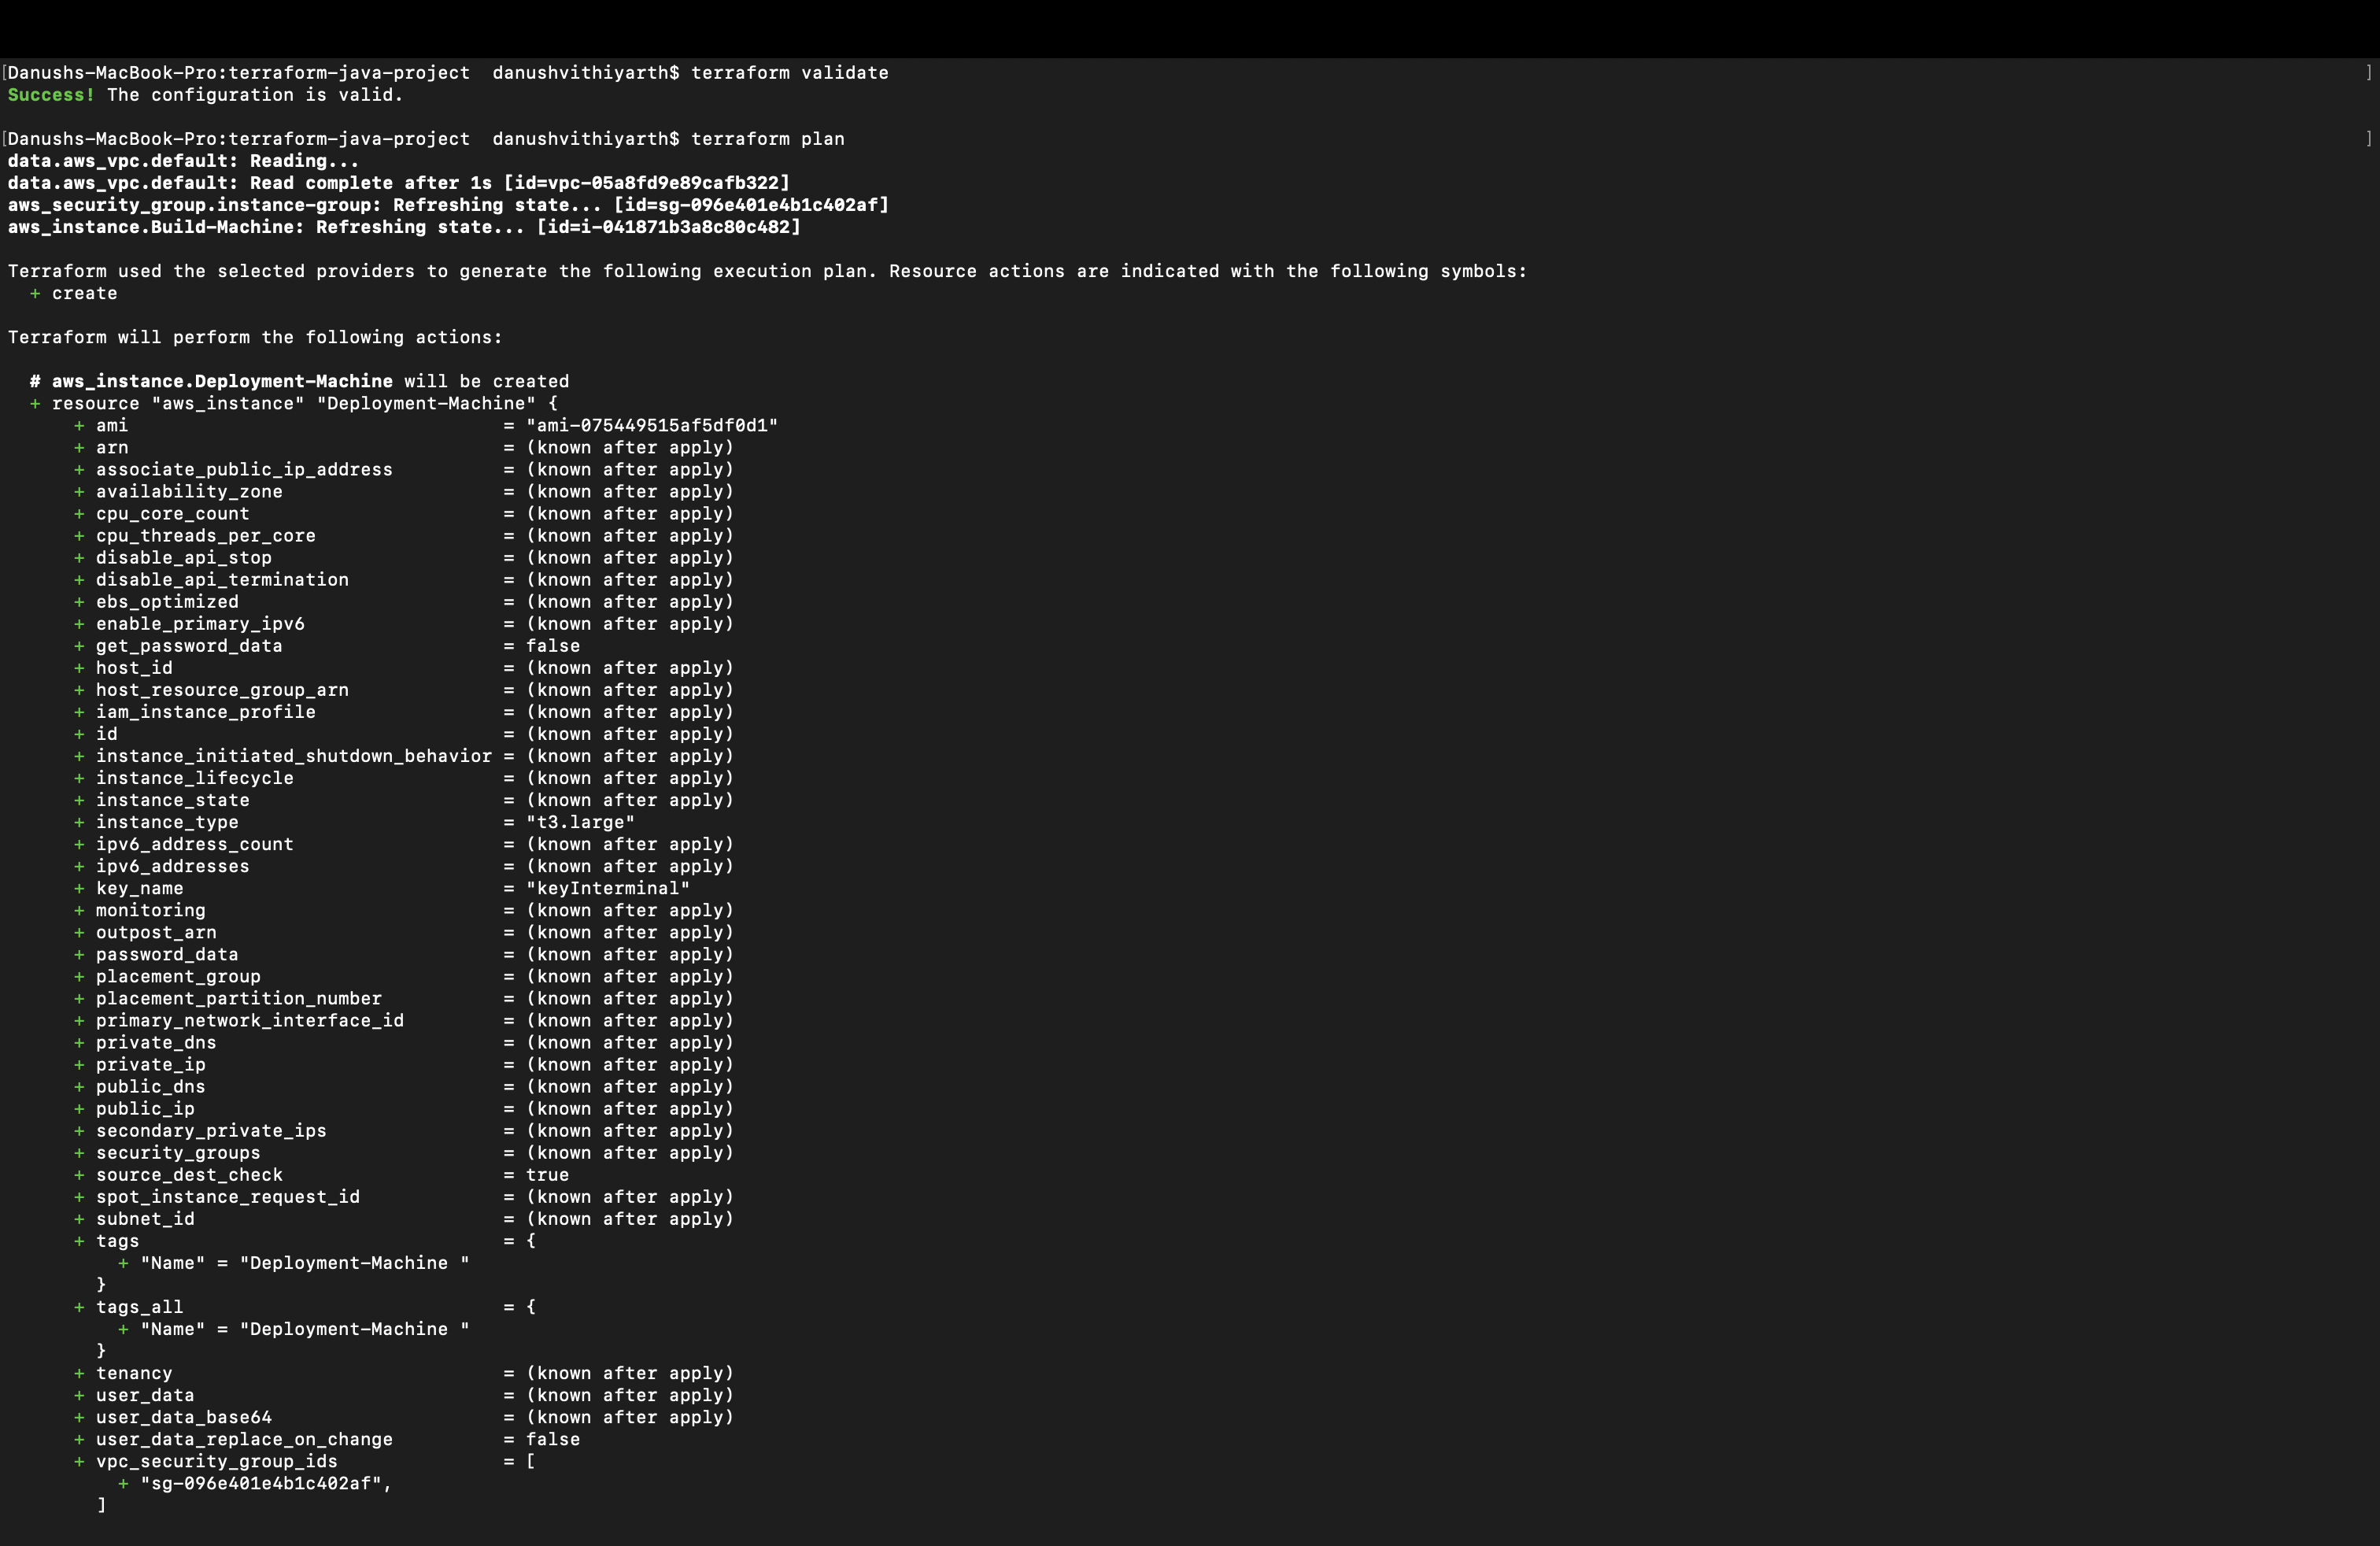 [Danushs-MacBook-Pro:terraform-java-project  danushvithiyarth$ terraform validate ]
Success! The configuration is valid.
[Danushs-MacBook-Pro:terraform-java-project  danushvithiyarth$ terraform plan ]
data.aws_vpc.default: Reading...
data.aws_vpc.default: Read complete after 1s [id=vpc-05a8fd9e89cafb322]
aws_security_group.instance-group: Refreshing state... [id=sg-096e401e4b1c402af]
aws_instance.Build-Machine: Refreshing state... [id=i-041871b3a8c80c482]
Terraform used the selected providers to generate the following execution plan. Resource actions are indicated with the following symbols:
  + create
Terraform will perform the following actions:
  # aws_instance.Deployment-Machine will be created
  + resource "aws_instance" "Deployment-Machine" {
      + ami                                  = "ami-075449515af5df0d1"
      + arn                                  = (known after apply)
      + associate_public_ip_address          = (known after apply)
      + availability_zone                    = (known after apply)
      + cpu_core_count                       = (known after apply)
      + cpu_threads_per_core                 = (known after apply)
      + disable_api_stop                     = (known after apply)
      + disable_api_termination              = (known after apply)
      + ebs_optimized                        = (known after apply)
      + enable_primary_ipv6                  = (known after apply)
      + get_password_data                    = false
      + host_id                              = (known after apply)
      + host_resource_group_arn              = (known after apply)
      + iam_instance_profile                 = (known after apply)
      + id                                   = (known after apply)
      + instance_initiated_shutdown_behavior = (known after apply)
      + instance_lifecycle                   = (known after apply)
      + instance_state                       = (known after apply)
      + instance_type                        = "t3.large"
      + ipv6_address_count                   = (known after apply)
      + ipv6_addresses                       = (known after apply)
      + key_name                             = "keyInterminal"
      + monitoring                           = (known after apply)
      + outpost_arn                          = (known after apply)
      + password_data                        = (known after apply)
      + placement_group                      = (known after apply)
      + placement_partition_number           = (known after apply)
      + primary_network_interface_id         = (known after apply)
      + private_dns                          = (known after apply)
      + private_ip                           = (known after apply)
      + public_dns                           = (known after apply)
      + public_ip                            = (known after apply)
      + secondary_private_ips                = (known after apply)
      + security_groups                      = (known after apply)
      + source_dest_check                    = true
      + spot_instance_request_id             = (known after apply)
      + subnet_id                            = (known after apply)
      + tags                                 = {
          + "Name" = "Deployment-Machine "
        }
      + tags_all                             = {
          + "Name" = "Deployment-Machine "
        }
      + tenancy                              = (known after apply)
      + user_data                            = (known after apply)
      + user_data_base64                     = (known after apply)
      + user_data_replace_on_change          = false
      + vpc_security_group_ids               = [
          + "sg-096e401e4b1c402af",
        ]